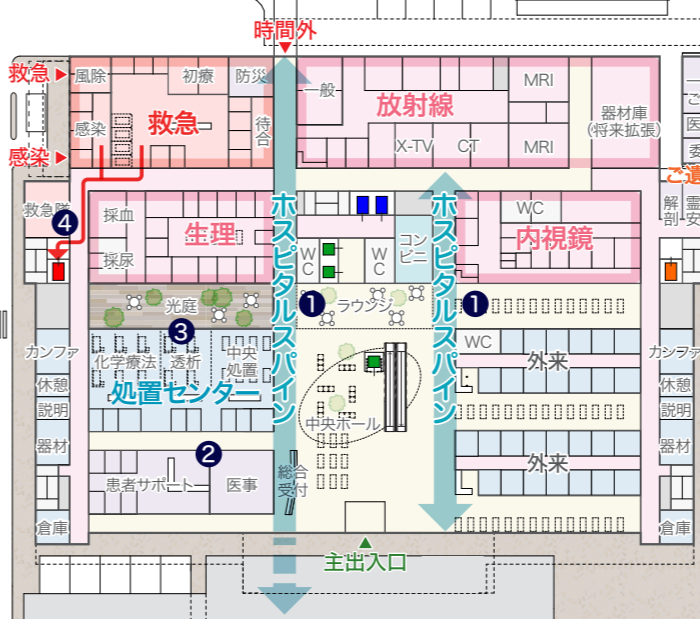 時間外
救急
風除
初療
防災
一般
放射線
MRI
器材庫
(将来拡張)
感染
救急
待合
X-TV
CT
MRI
感染
ホスピタルスパイン
ホスピタルスパイン
救急隊
4
採血
生理
採尿
WC
WC
コンビニ
WC
内視鏡
解剖
霊安
ご遺
ご
医
委
光庭
1
ラウンジ
1
3
カンファ
化学療法
透析
中央処置
処置センター
WC
外来
カンファ
休憩
休憩
説明
説明
中央ホール
器材
2
外来
器材
患者サポート
医事
総合受付
倉庫
倉庫
主出入口